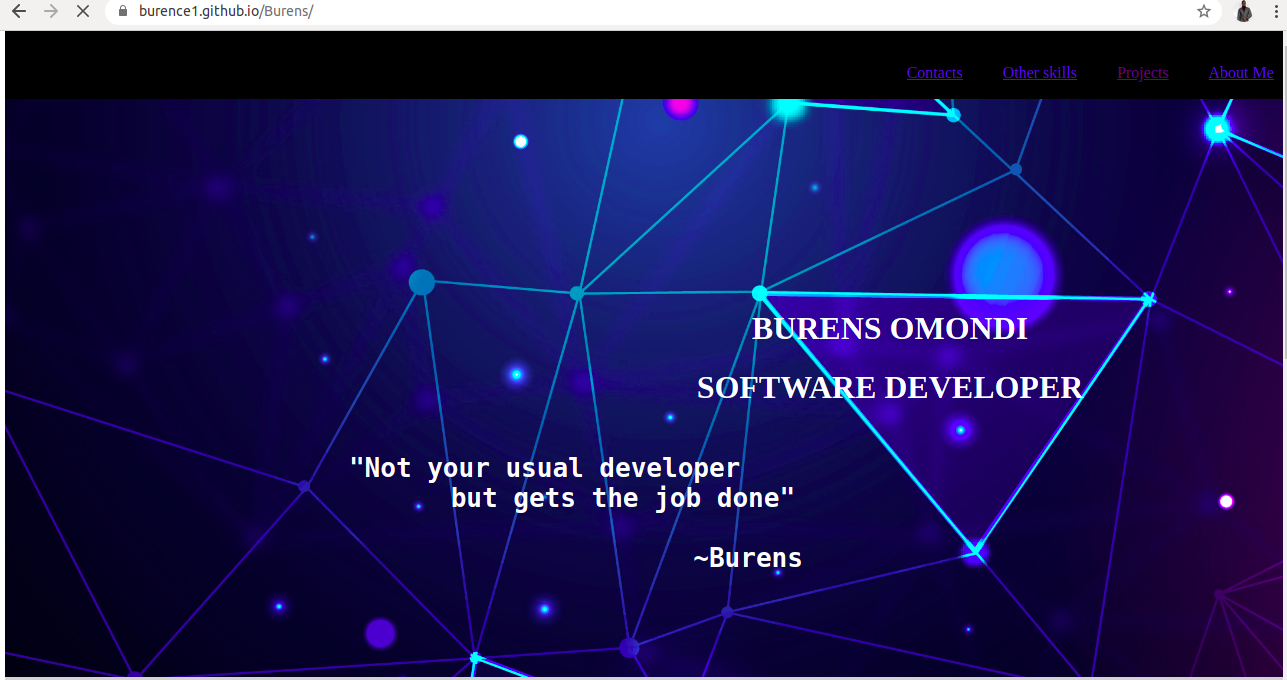 burence1.github.io/Burens/
Contacts Other skills Projects About Me
BURENS OMONDI
SOFTWARE DEVELOPER
"Not your usual developer
but gets the job done"
~Burens